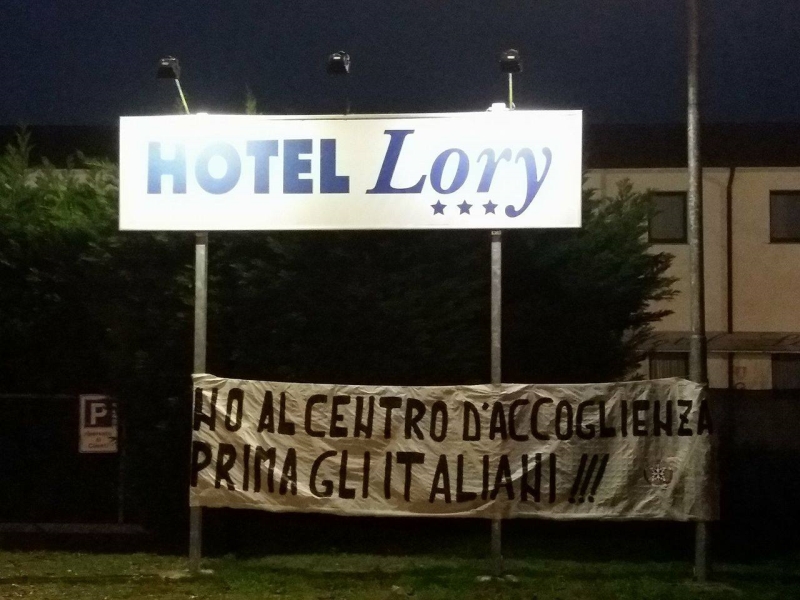 HOTEL Lory
NO AL CENTRO D'ACCOGLIENZA
PRIMA GLI ITALIANI !!!
P